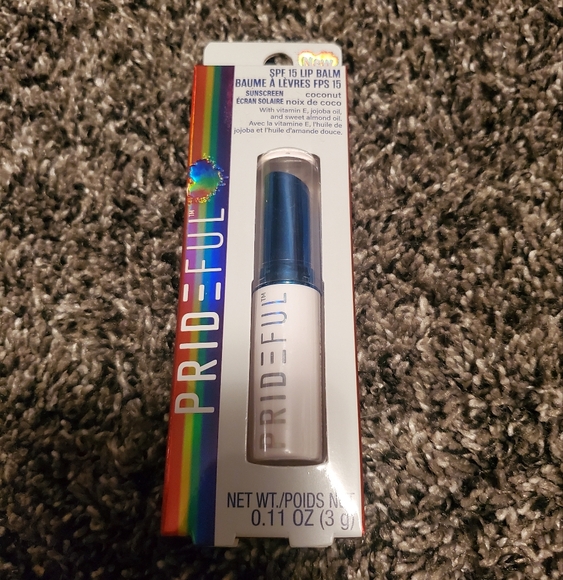 New
SPF 15 LIP BALM
BAUME À LÈVRES FPS 15
SUNSCREEN coconut
ÉCRAN SOLAIRE noix de coco
With vitamin E, jojoba oil,
and sweet almond oil.
Avec la vitamine E, l'huile de
jojoba et l'huile d'amande douce.
PRIDEFUL™
PRIDEFUL™
NET WT./POIDS NET
0.11 OZ (3 g)